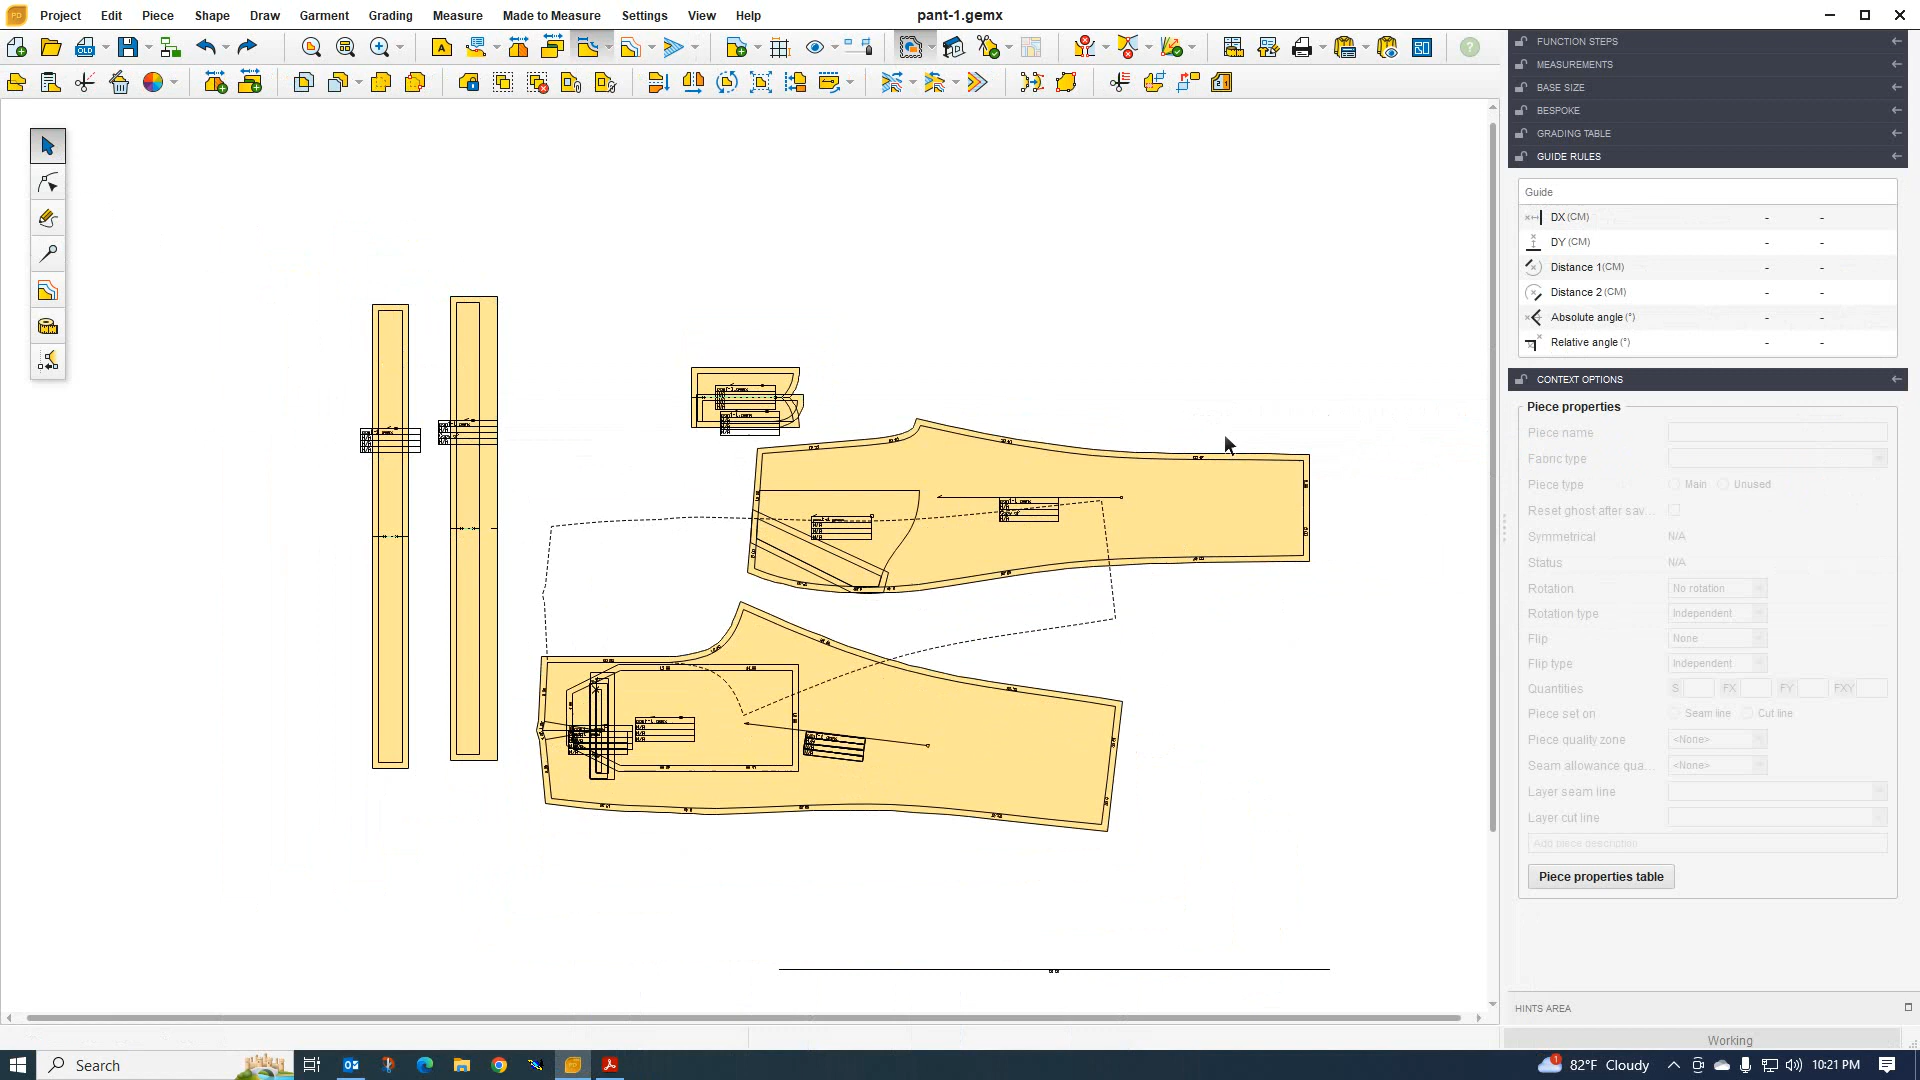 Project Edit Piece Shape Draw Garment Grading Measure Made to Measure Settings View Help
pant-1.gemx
FUNCTION STEPS
MEASUREMENTS
BASE SIZE
BESPOKE
GRADING TABLE
GUIDE RULES
Guide
DX (CM) - -
DY (CM) - -
Distance 1(CM) - -
Distance 2 (CM) - -
Absolute angle (°) - -
Relative angle (°) - -
CONTEXT OPTIONS
Piece properties
Piece name
Fabric type
Piece type Main Unused
Reset ghost after sav...
Symmetrical N/A
Status N/A
Rotation No rotation
Rotation type Independent
Flip None
Flip type Independent
Quantities S FX FY FXY
Piece set on Seam line Cut line
Piece quality zone <None>
Seam allowance qua... <None>
Layer seam line
Layer cut line
Add piece description
Piece properties table
HINTS AREA
Working
Search
82°F Cloudy
10:21 PM